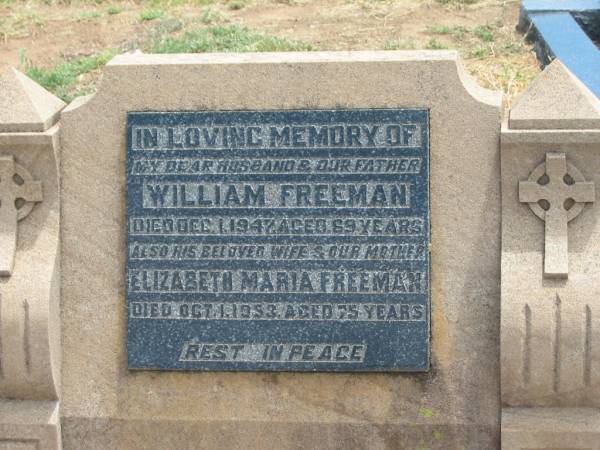 IN LOVING MEMORY OF
MY DEAR HUSBAND & OUR FATHER
WILLIAM FREEMAN
DIED DEC. 1. 1947, AGED 69 YEARS
ALSO HIS BELOVED WIFE & OUR MOTHER
ELIZABETH MARIA FREEMAN
DIED OCT. 1. 1953, AGED 75 YEARS
REST IN PEACE